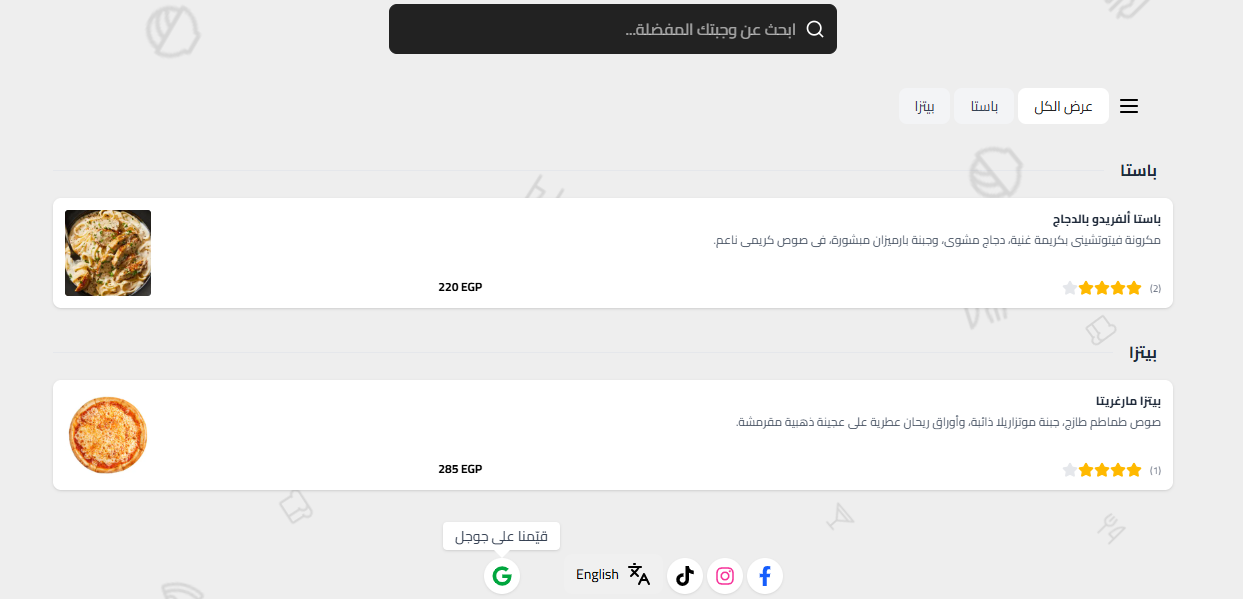 ابحث عن وجبتك المفضلة...
عرض الكل
باستا
بيتزا
باستا
باستا ألفريدو بالدجاج
مكرونة فيتوتشيني بكريمة غنية، دجاج مشوي، وجبنة بارميزان مبشورة، في صوص كريمي ناعم.
(2)
220 EGP
بيتزا
بيتزا مارغريتا
صوص طماطم طازج، جبنة موتزاريلا ذائبة، وأوراق ريحان عطرية على عجينة ذهبية مقرمشة.
(1)
285 EGP
قيّمنا على جوجل
English